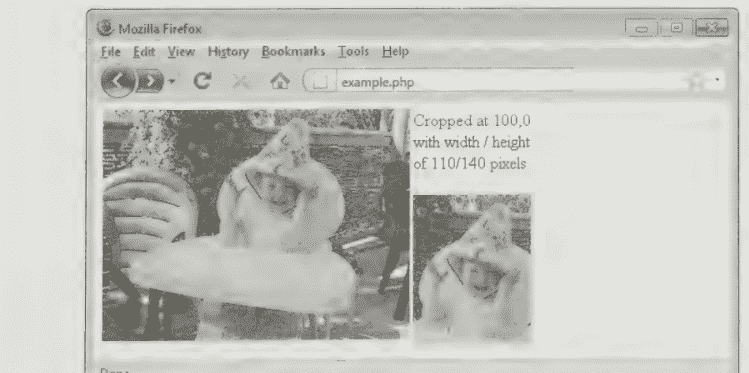 Mozilla Firefox
File Edit View History Bookmarks Tools Help
example.php
Cropped at 100,0
with width / height
of 110/140 pixels